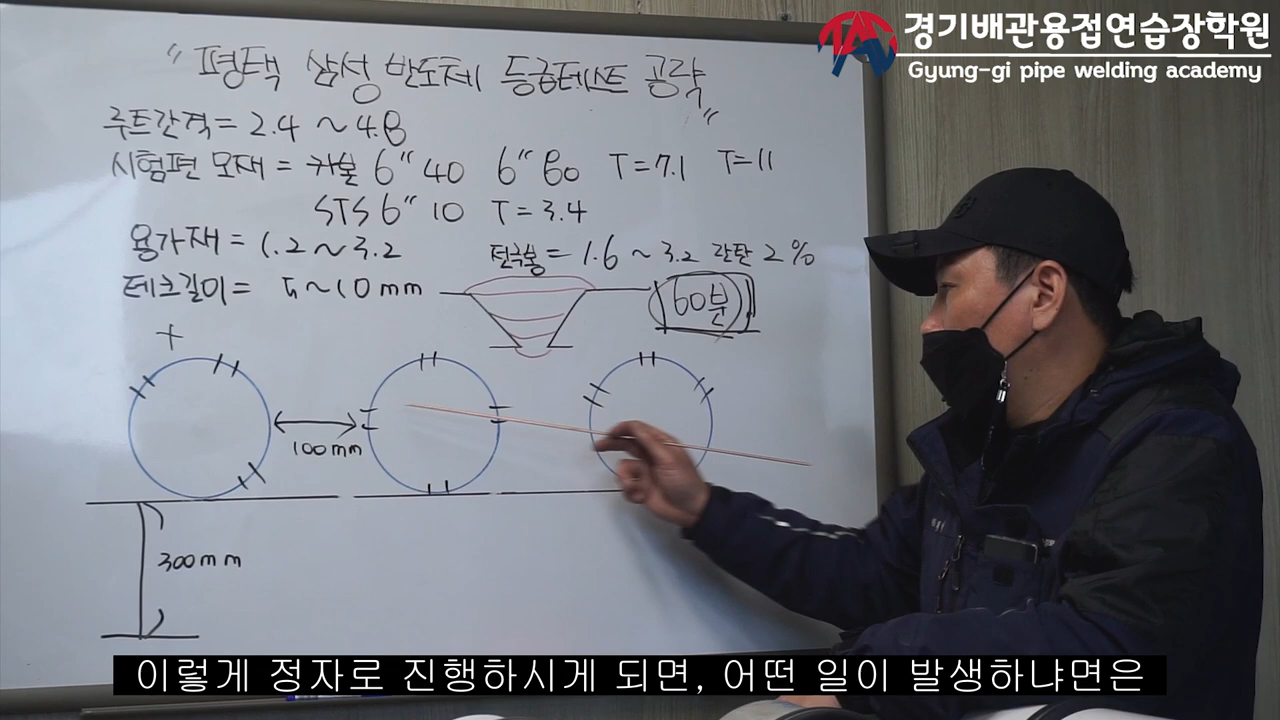 경기배관용접연습장학원
Gyung-gi pipe welding academy
" 평택 삼성 반도체 등급테스트 공략 "
루트간격 = 2.4 ~ 4.8
시험편 모재 = 카본 6" 40 6" 80 T=7.1 T=11
STS 6" 10 T=3.4
용가재 = 1.2 ~ 3.2
전극봉 = 1.6 ~ 3.2 란탄 2%
테크길이 = 5 ~ 10 mm
60분!
100mm
300mm
이렇게 정자로 진행하시게 되면, 어떤 일이 발생하냐면은